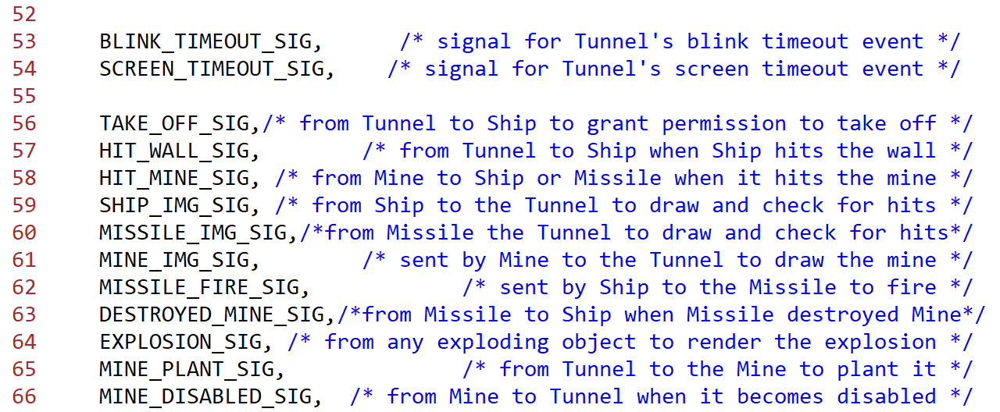 52
53     BLINK_TIMEOUT_SIG,      /* signal for Tunnel's blink timeout event */
54     SCREEN_TIMEOUT_SIG,    /* signal for Tunnel's screen timeout event */
55
56     TAKE_OFF_SIG,/* from Tunnel to Ship to grant permission to take off */
57     HIT_WALL_SIG,        /* from Tunnel to Ship when Ship hits the wall */
58     HIT_MINE_SIG, /* from Mine to Ship or Missile when it hits the mine */
59     SHIP_IMG_SIG, /* from Ship to the Tunnel to draw and check for hits */
60     MISSILE_IMG_SIG,/*from Missile the Tunnel to draw and check for hits*/
61     MINE_IMG_SIG,        /* sent by Mine to the Tunnel to draw the mine */
62     MISSILE_FIRE_SIG,            /* sent by Ship to the Missile to fire */
63     DESTROYED_MINE_SIG,/*from Missile to Ship when Missile destroyed Mine*/
64     EXPLOSION_SIG, /* from any exploding object to render the explosion */
65     MINE_PLANT_SIG,              /* from Tunnel to the Mine to plant it */
66     MINE_DISABLED_SIG,  /* from Mine to Tunnel when it becomes disabled */